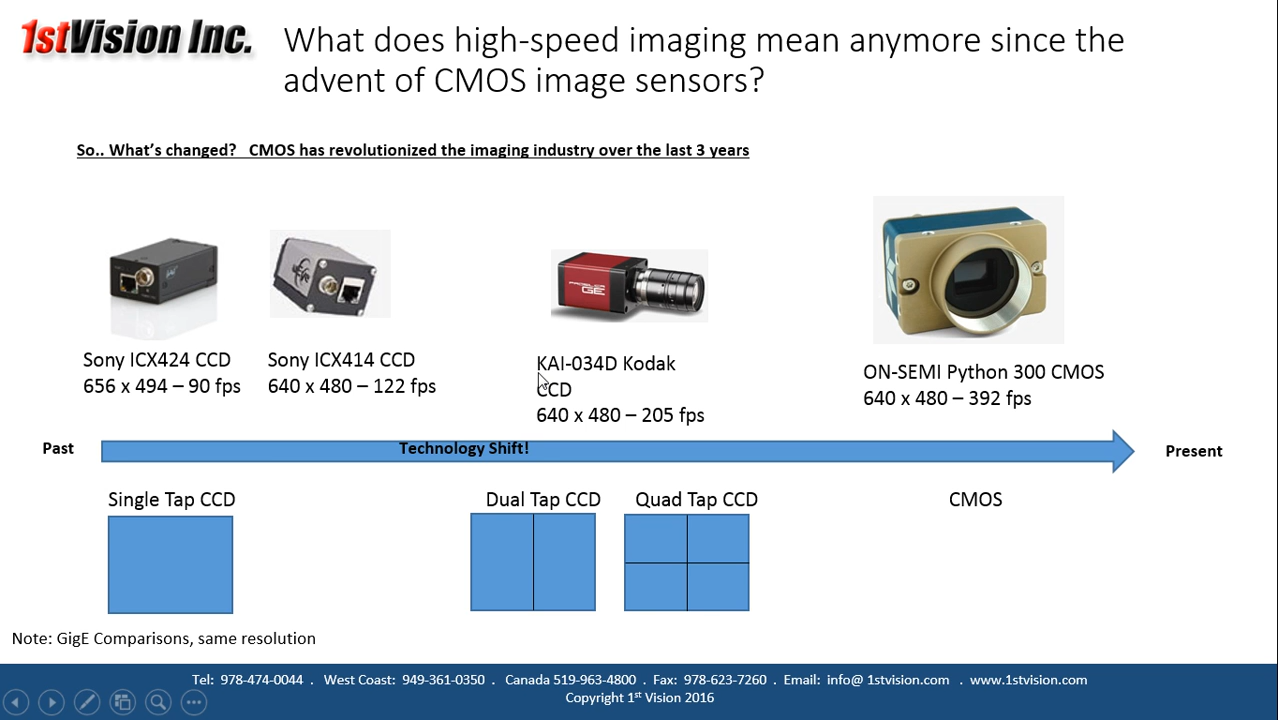 1stVision Inc.
What does high-speed imaging mean anymore since the
advent of CMOS image sensors?
So.. What's changed? CMOS has revolutionized the imaging industry over the last 3 years
PROSILICA
GE
Sony ICX424 CCD
656 x 494 – 90 fps
Sony ICX414 CCD
640 x 480 – 122 fps
KAI-034D Kodak
CCD
640 x 480 – 205 fps
ON-SEMI Python 300 CMOS
640 x 480 – 392 fps
Past
Technology Shift!
Present
Single Tap CCD
Dual Tap CCD
Quad Tap CCD
CMOS
Note: GigE Comparisons, same resolution
Tel: 978-474-0044 . West Coast: 949-361-0350 . Canada 519-963-4800 . Fax: 978-623-7260 . Email: info@ 1stvision.com . www.1stvision.com
Copyright 1st Vision 2016